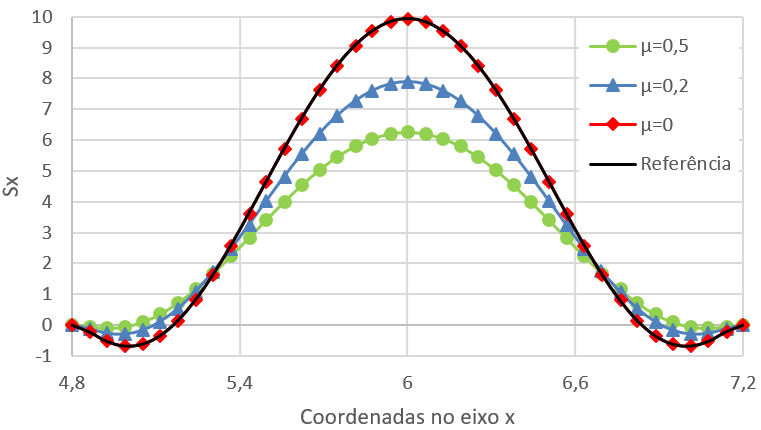 10
9
8
7
6
5
4
3
2
1
0
-1
Sx
4,8
5,4
6
6,6
7,2
Coordenadas no eixo x
μ=0,5
μ=0,2
μ=0
Referência